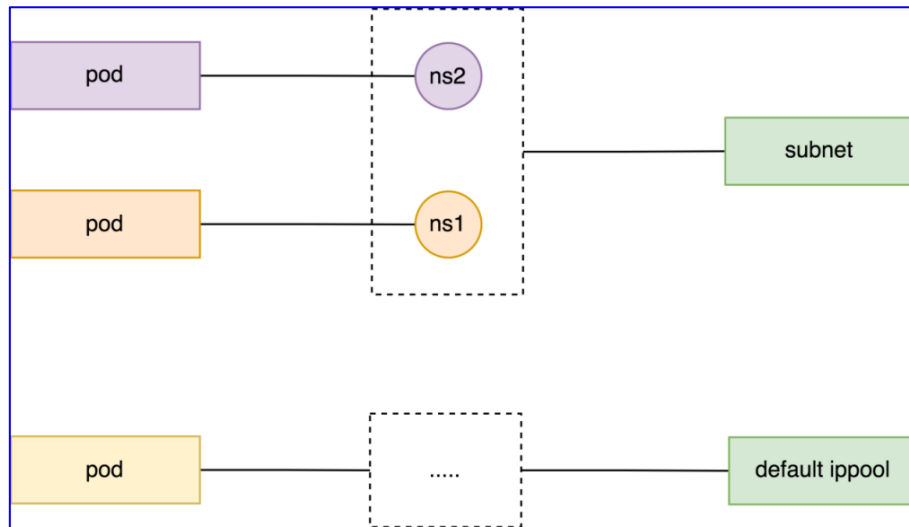 pod
ns2
subnet
pod
ns1
pod
.....
default ippool